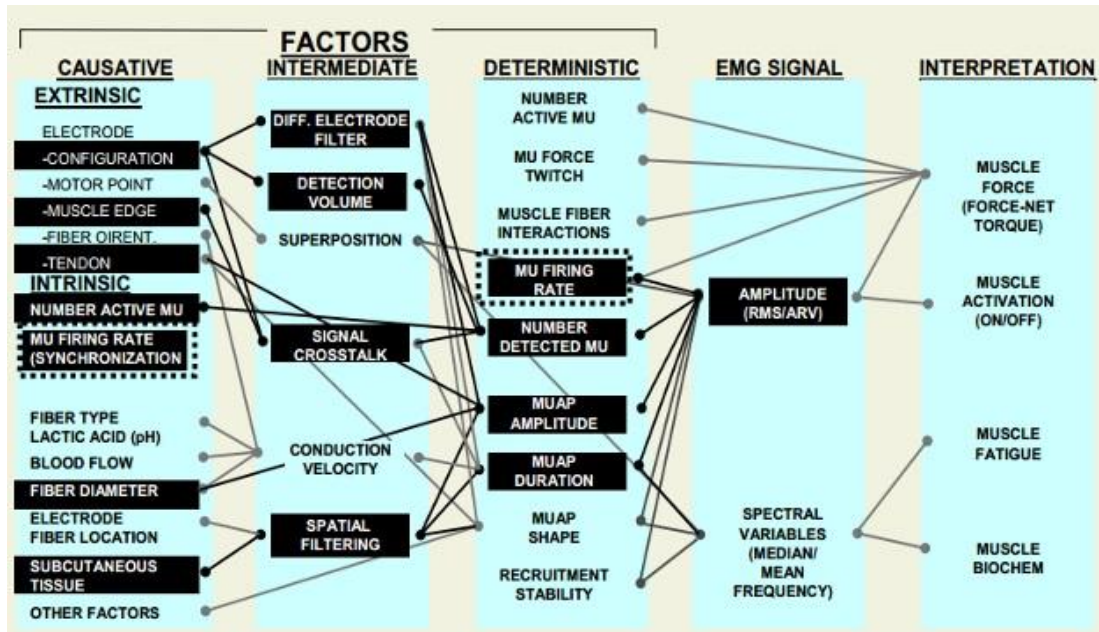 FACTORS
CAUSATIVE
INTERMEDIATE
DETERMINISTIC
EMG SIGNAL
INTERPRETATION
EXTRINSIC
ELECTRODE
-CONFIGURATION
-MOTOR POINT
-MUSCLE EDGE
-FIBER OIRENT.
-TENDON
INTRINSIC
NUMBER ACTIVE MU
MU FIRING RATE
(SYNCHRONIZATION
FIBER TYPE
LACTIC ACID (pH)
BLOOD FLOW
FIBER DIAMETER
ELECTRODE
FIBER LOCATION
SUBCUTANEOUS
TISSUE
OTHER FACTORS
DIFF. ELECTRODE
FILTER
DETECTION
VOLUME
SUPERPOSITION
SIGNAL
CROSSTALK
CONDUCTION
VELOCITY
SPATIAL
FILTERING
NUMBER
ACTIVE MU
MU FORCE
TWITCH
MUSCLE FIBER
INTERACTIONS
MU FIRING
RATE
NUMBER
DETECTED MU
MUAP
AMPLITUDE
MUAP
DURATION
MUAP
SHAPE
RECRUITMENT
STABILITY
AMPLITUDE
(RMS/ARV)
SPECTRAL
VARIABLES
(MEDIAN/
MEAN
FREQUENCY)
MUSCLE
FORCE
(FORCE-NET
TORQUE)
MUSCLE
ACTIVATION
(ON/OFF)
MUSCLE
FATIGUE
MUSCLE
BIOCHEM